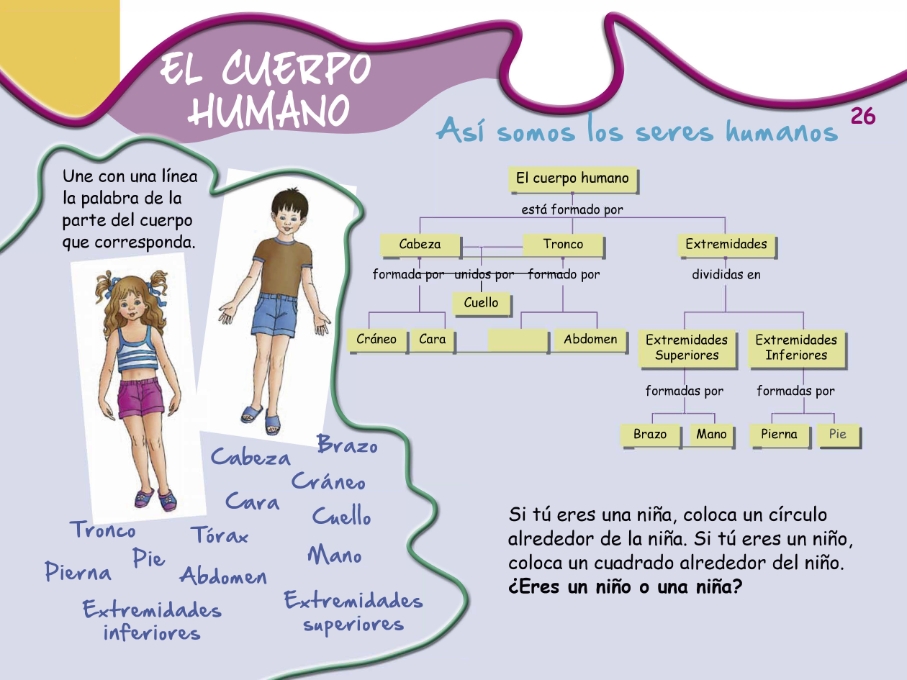 EL CUERPO
HUMANO
Así somos los seres humanos
26
Une con una línea
la palabra de la
parte del cuerpo
que corresponda.
El cuerpo humano
está formado por
Cabeza
Tronco
Extremidades
formada por
unidos por
formado por
divididas en
Cuello
Cráneo
Cara
Abdomen
Extremidades
Superiores
Extremidades
Inferiores
formadas por
formadas por
Brazo
Mano
Pierna
Pie
Cabeza
Brazo
Cráneo
Cara
Cuello
Tronco
Tórax
Mano
Pie
Pierna
Abdomen
Extremidades
inferiores
Extremidades
superiores
Si tú eres una niña, coloca un círculo
alrededor de la niña. Si tú eres un niño,
coloca un cuadrado alrededor del niño.
¿Eres un niño o una niña?